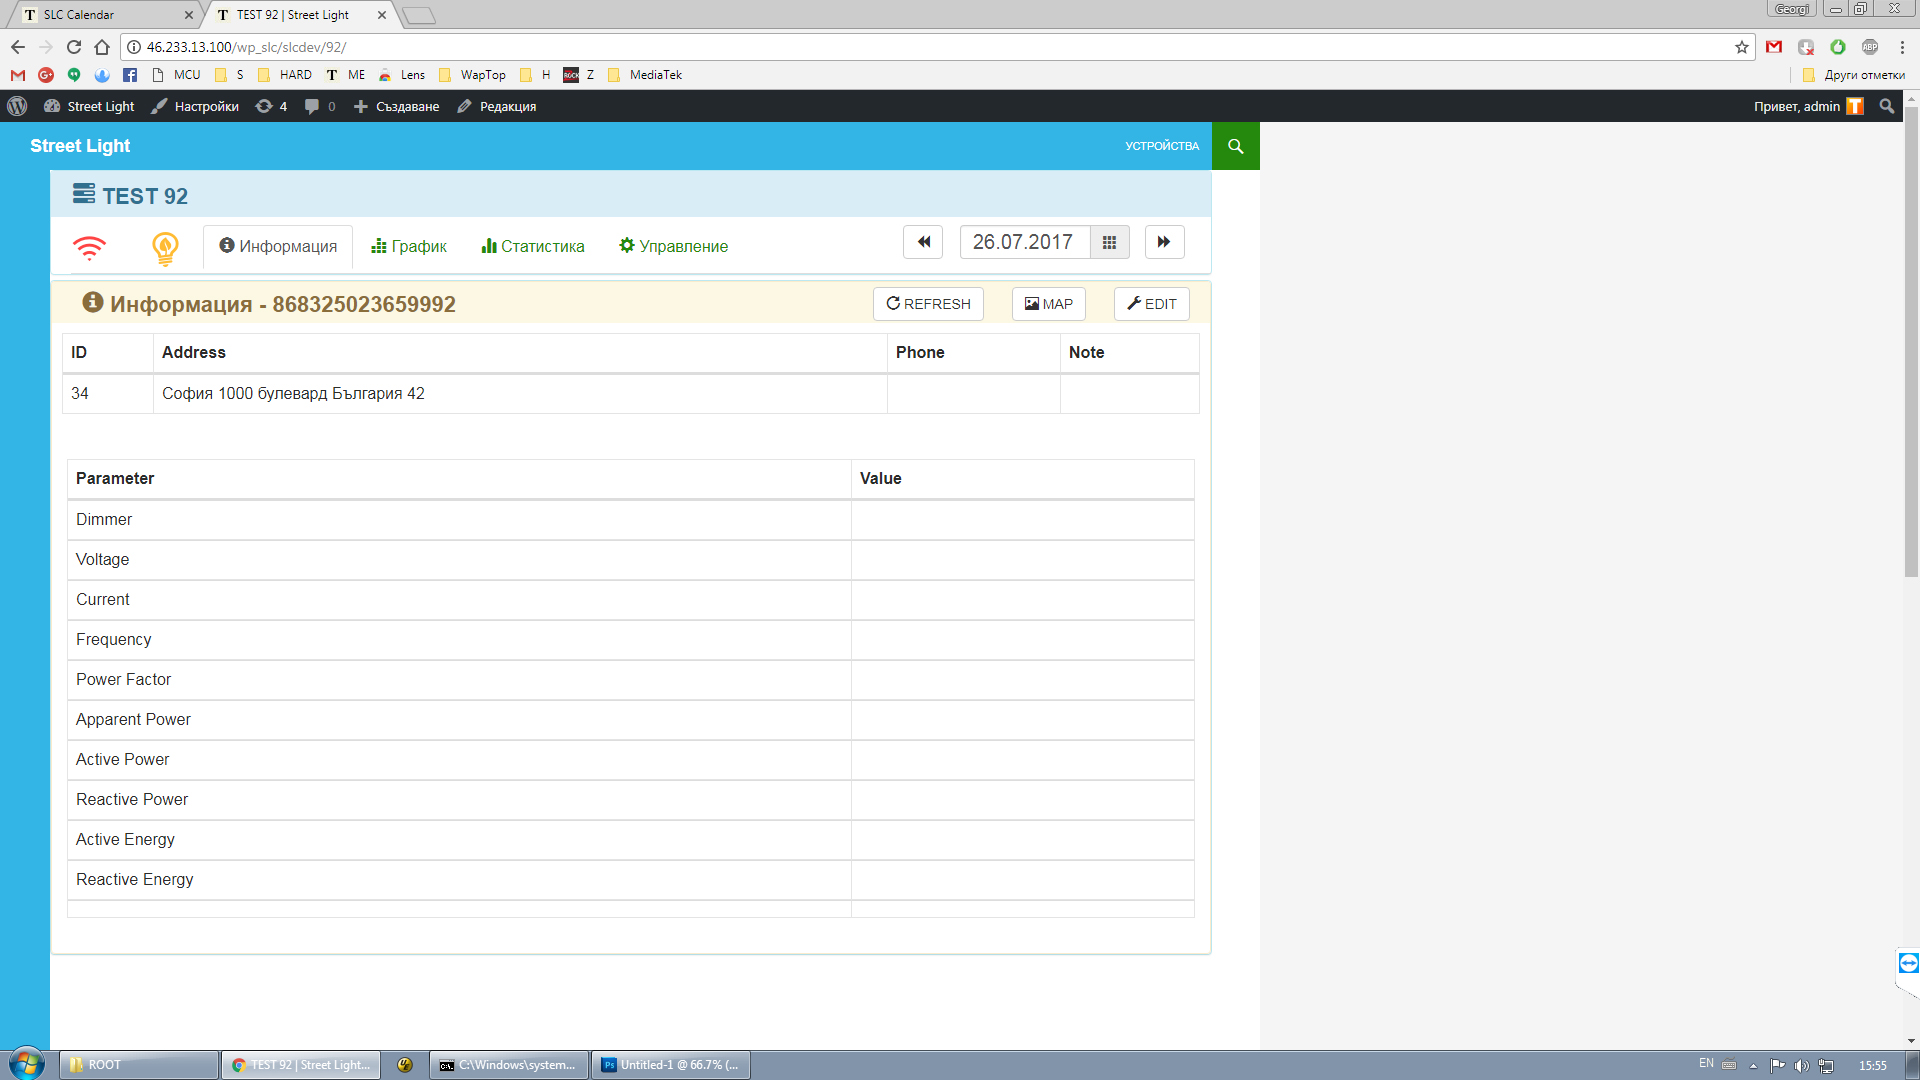 SLC Calendar
TEST 92 | Street Light
Georgi
46.233.13.100/wp_slc/slcdev/92/
MCU S HARD ME Lens WapTop H Z MediaTek Други отметки
Street Light Настройки 4 0 Създаване Редакция Привет, admin
Street Light УСТРОЙСТВА
TEST 92
Информация График Статистика Управление 26.07.2017
Информация - 868325023659992 REFRESH MAP EDIT
ID Address Phone Note
34 София 1000 булевард България 42
Parameter Value
Dimmer
Voltage
Current
Frequency
Power Factor
Apparent Power
Active Power
Reactive Power
Active Energy
Reactive Energy
ROOT TEST 92 | Street Light... C:\Windows\system... Untitled-1 @ 66.7% (... EN 15:55